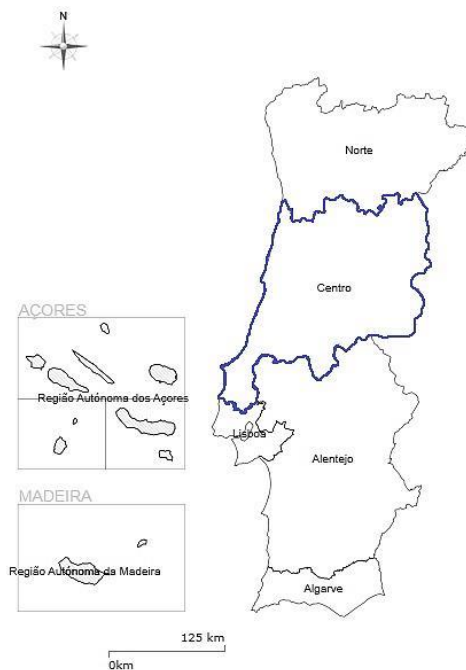 N
Norte
Centro
AÇORES
Região Autónoma dos Açores
Lisboa
Alentejo
MADEIRA
Região Autónoma da Madeira
Algarve
125 km
0km